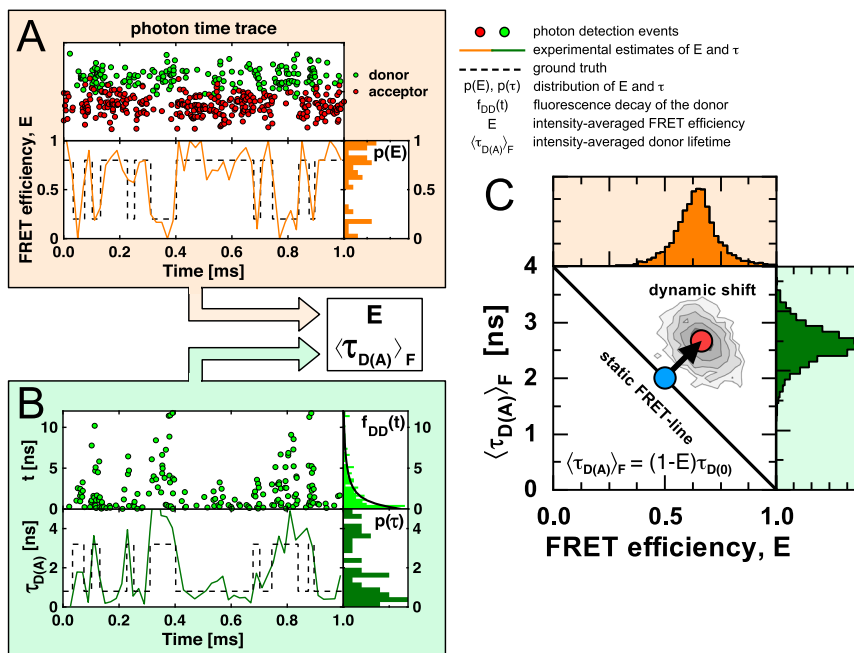 A
photon time trace
donor
acceptor
FRET efficiency, E
1
0.5
0
p(E)
1
0.5
0
0.0
0.2
0.4
0.6
0.8
1.0
Time [ms]
photon detection events
experimental estimates of E and τ
ground truth
p(E), p(τ) distribution of E and τ
f_DD(t) fluorescence decay of the donor
E intensity-averaged FRET efficiency
⟨τ_D(A)⟩_F intensity-averaged donor lifetime
E
⟨τ_D(A)⟩_F
B
t [ns]
10
5
0
f_DD(t)
10
5
0
τ_D(A) [ns]
4
2
0
p(τ)
4
2
0
0.0
0.2
0.4
0.6
0.8
1.0
Time [ms]
C
⟨τ_D(A)⟩_F [ns]
4
3
2
1
0
dynamic shift
static FRET-line
⟨τ_D(A)⟩_F = (1-E)τ_D(0)
0.0
0.5
1.0
FRET efficiency, E